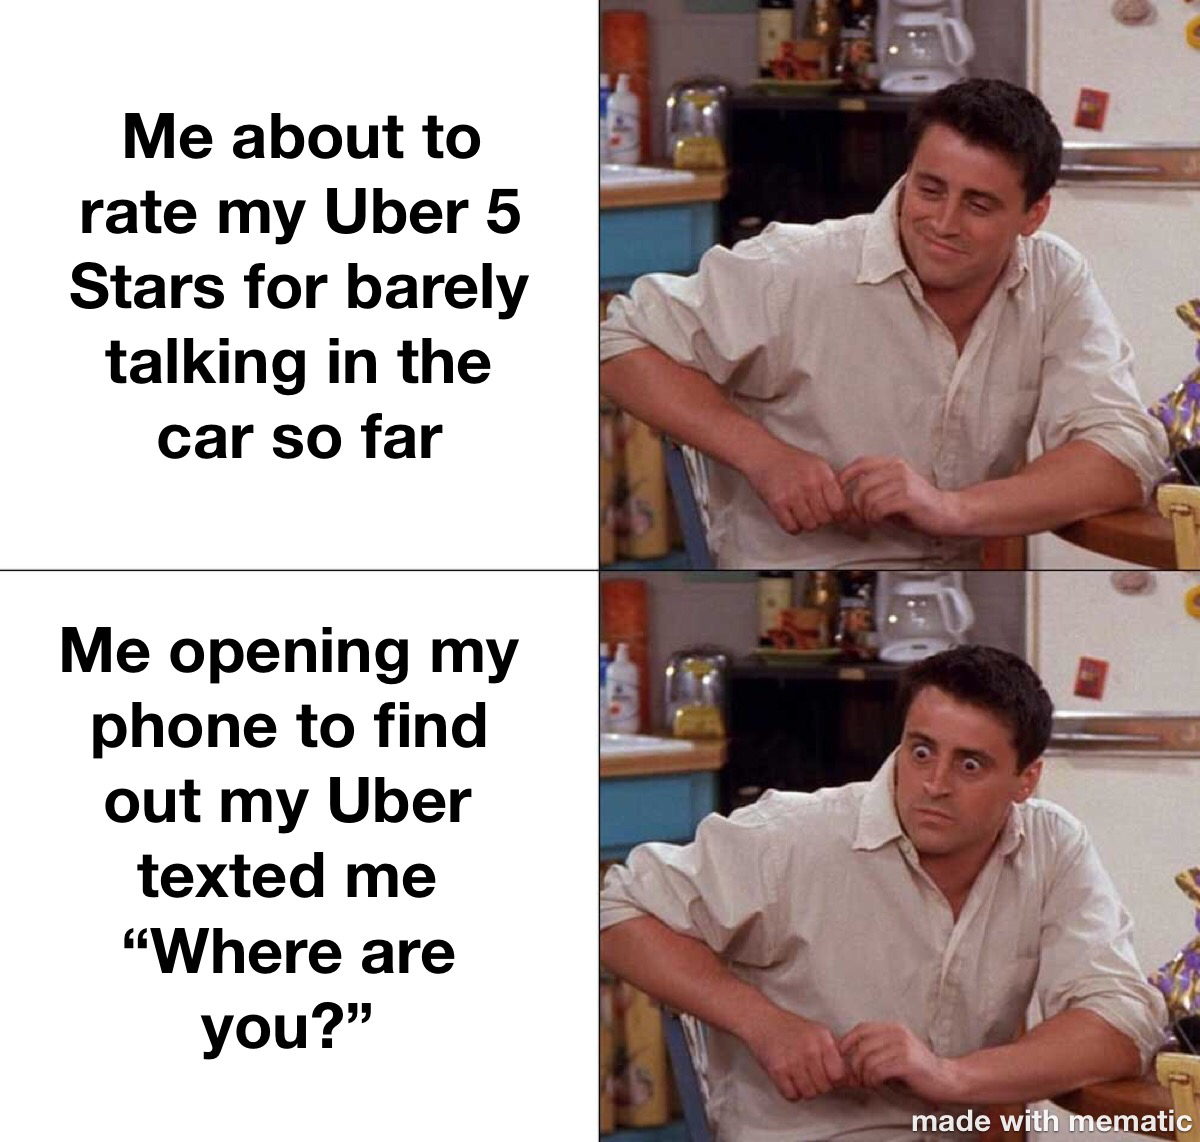 Me about to
rate my Uber 5
Stars for barely
talking in the
car so far
Me opening my
phone to find
out my Uber
texted me
“Where are
you?”
made with mematic